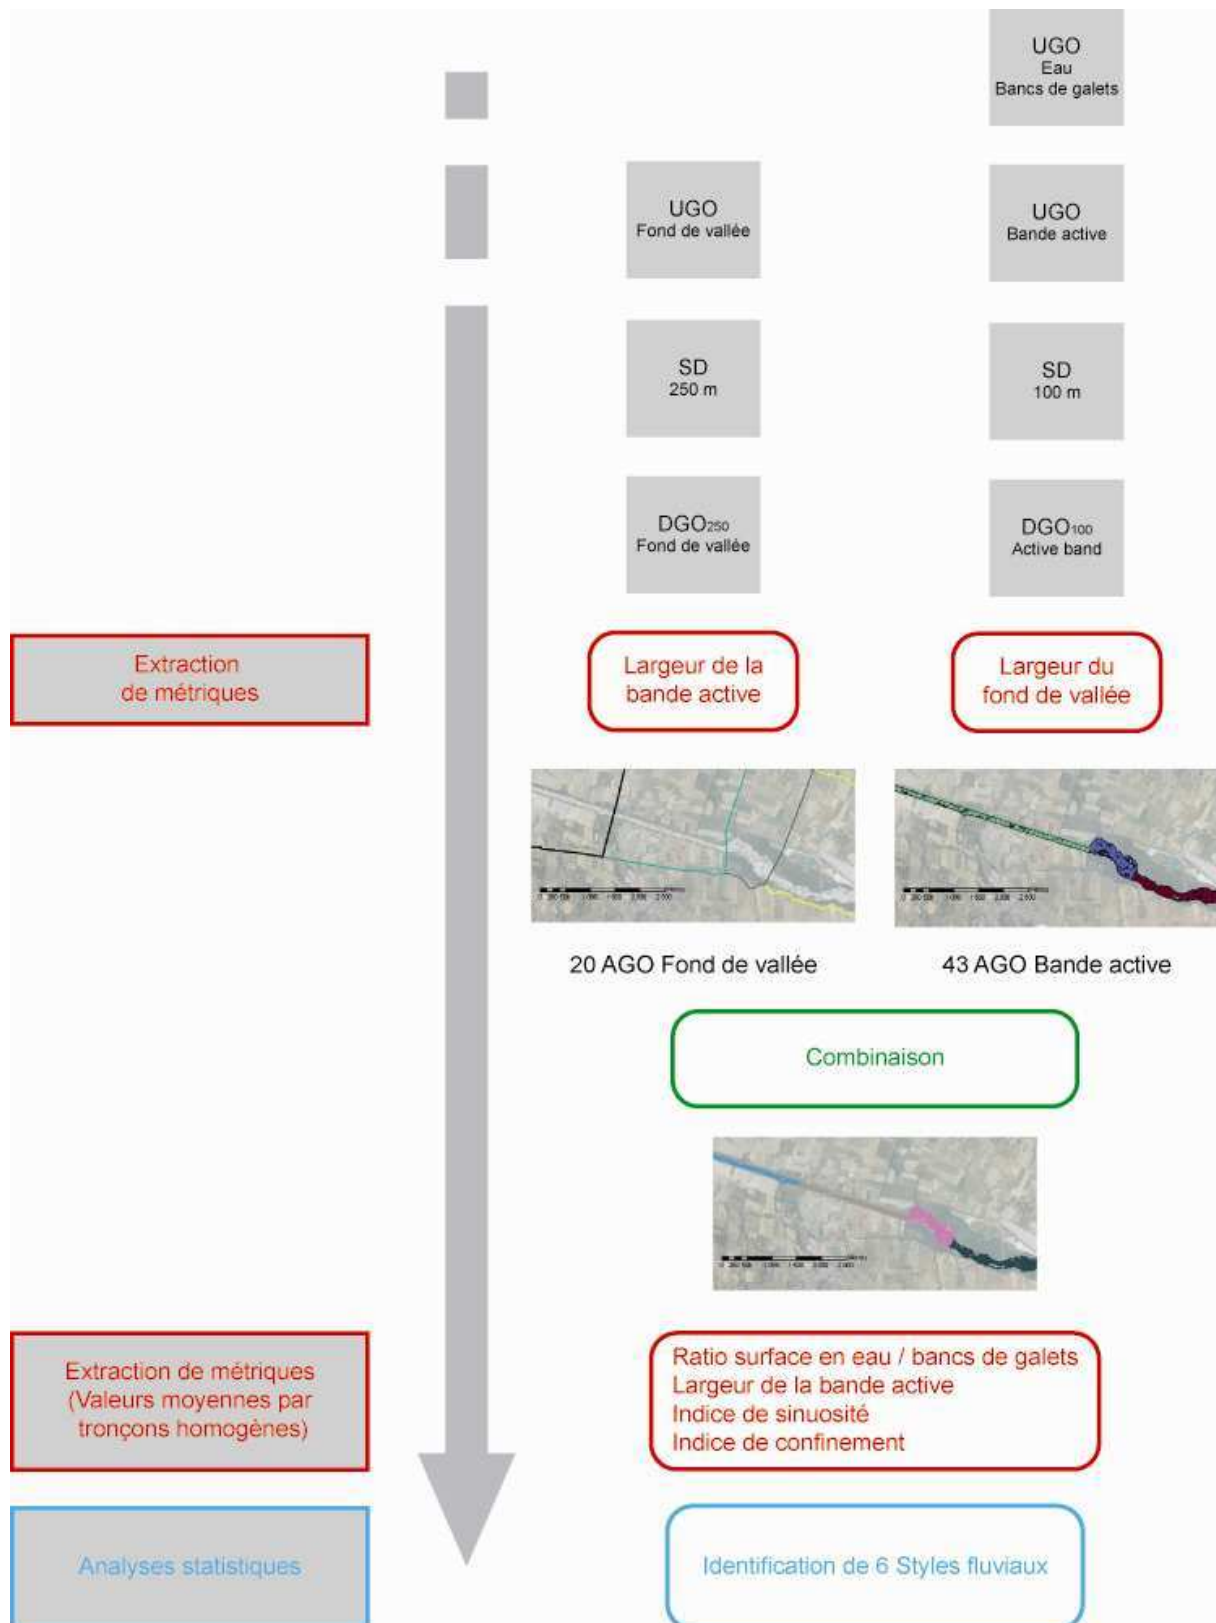 UGO
Eau
Bancs de galets
UGO
Fond de vallée
UGO
Bande active
SD
250 m
SD
100 m
DGO250
Fond de vallée
DGO100
Active band
Extraction
de métriques
Largeur de la
bande active
Largeur du
fond de vallée
20 AGO Fond de vallée
43 AGO Bande active
Combinaison
Extraction de métriques
(Valeurs moyennes par
tronçons homogènes)
Ratio surface en eau / bancs de galets
Largeur de la bande active
Indice de sinuosité
Indice de confinement
Analyses statistiques
Identification de 6 Styles fluviaux